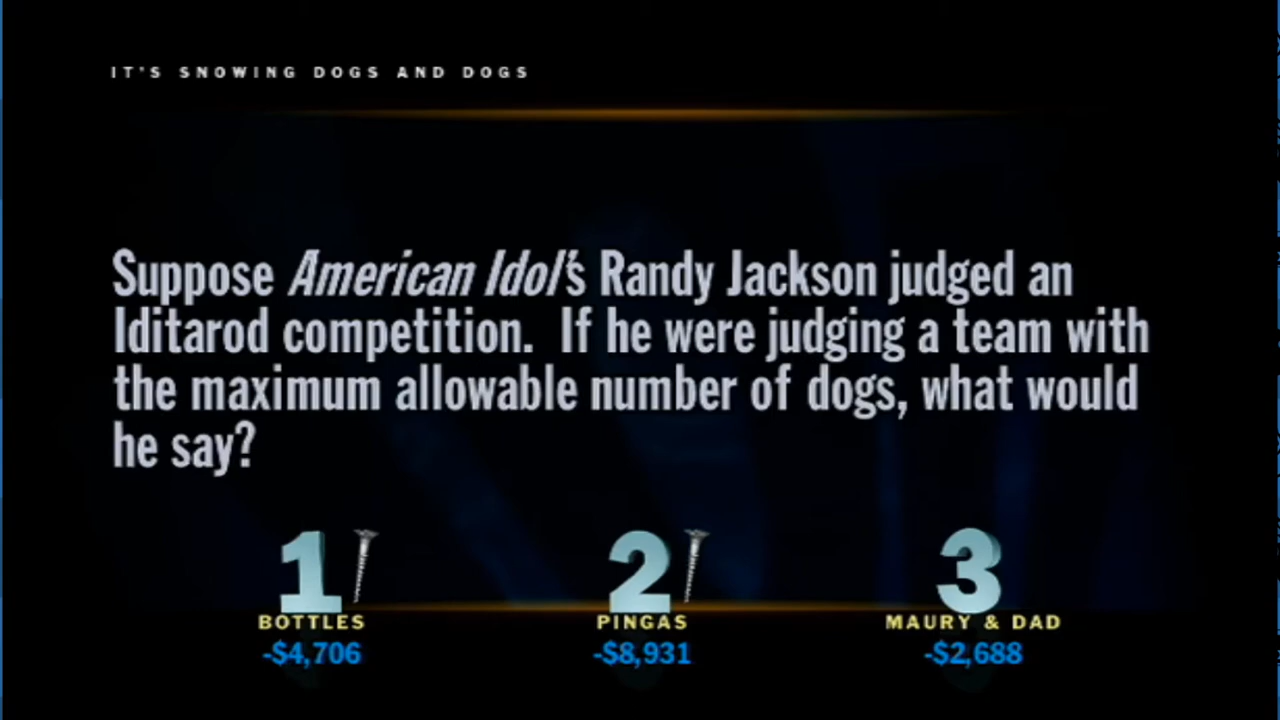 IT'S SNOWING DOGS AND DOGS
Suppose American Idol's Randy Jackson judged an
Iditarod competition. If he were judging a team with
the maximum allowable number of dogs, what would
he say?
1 2 3
BOTTLES PINGAS MAURY & DAD
-$4,706 -$8,931 -$2,688